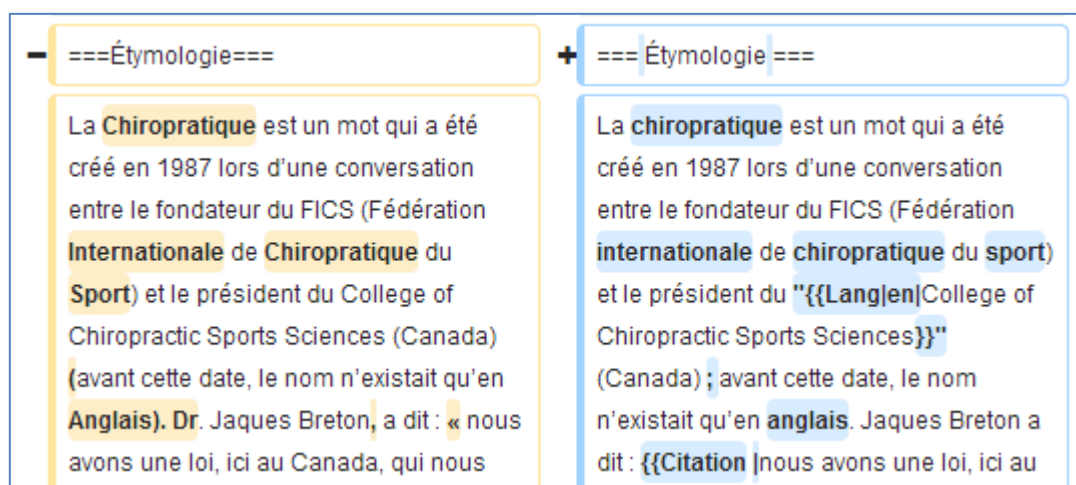 − ===Étymologie===
La Chiropratique est un mot qui a été
créé en 1987 lors d’une conversation
entre le fondateur du FICS (Fédération
Internationale de Chiropratique du
Sport) et le président du College of
Chiropractic Sports Sciences (Canada)
(avant cette date, le nom n’existait qu’en
Anglais). Dr. Jaques Breton, a dit : « nous
avons une loi, ici au Canada, qui nous
+ === Étymologie ===
La chiropratique est un mot qui a été
créé en 1987 lors d’une conversation
entre le fondateur du FICS (Fédération
internationale de chiropratique du sport)
et le président du "{{Lang|en|College of
Chiropractic Sports Sciences}}"
(Canada) ; avant cette date, le nom
n’existait qu’en anglais. Jaques Breton a
dit : {{Citation |nous avons une loi, ici au